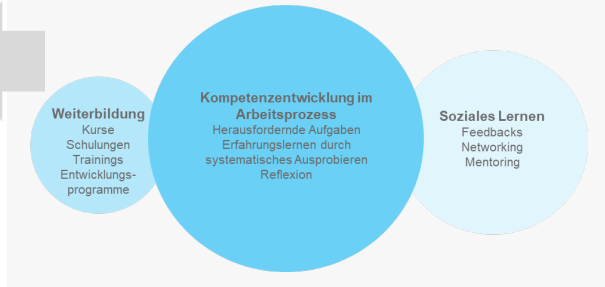 Weiterbildung
Kurse
Schulungen
Trainings
Entwicklungs-
programme
Kompetenzentwicklung im
Arbeitsprozess
Herausfordernde Aufgaben
Erfahrungslernen durch
systematisches Ausprobieren
Reflexion
Soziales Lernen
Feedbacks
Networking
Mentoring